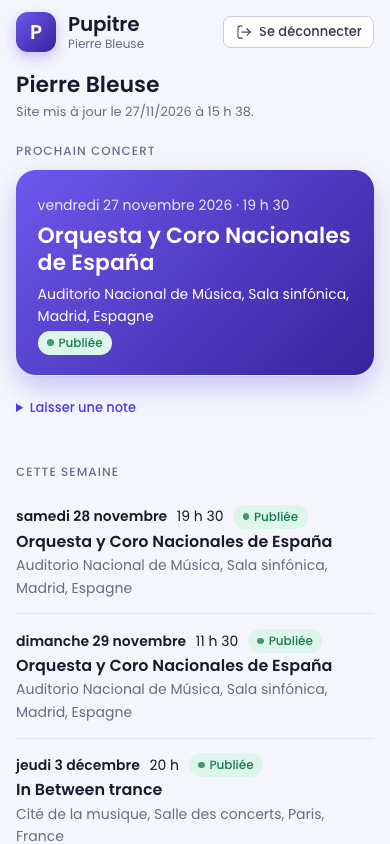 P
Pupitre
Pierre Bleuse
Se déconnecter
Pierre Bleuse
Site mis à jour le 27/11/2026 à 15 h 38.
PROCHAIN CONCERT
vendredi 27 novembre 2026 · 19 h 30
Orquesta y Coro Nacionales
de España
Auditorio Nacional de Música, Sala sinfónica,
Madrid, Espagne
Publiée
Laisser une note
CETTE SEMAINE
samedi 28 novembre 19 h 30 Publiée
Orquesta y Coro Nacionales de España
Auditorio Nacional de Música, Sala sinfónica,
Madrid, Espagne
dimanche 29 novembre 11 h 30 Publiée
Orquesta y Coro Nacionales de España
Auditorio Nacional de Música, Sala sinfónica,
Madrid, Espagne
jeudi 3 décembre 20 h Publiée
In Between trance
Cité de la musique, Salle des concerts, Paris,
France